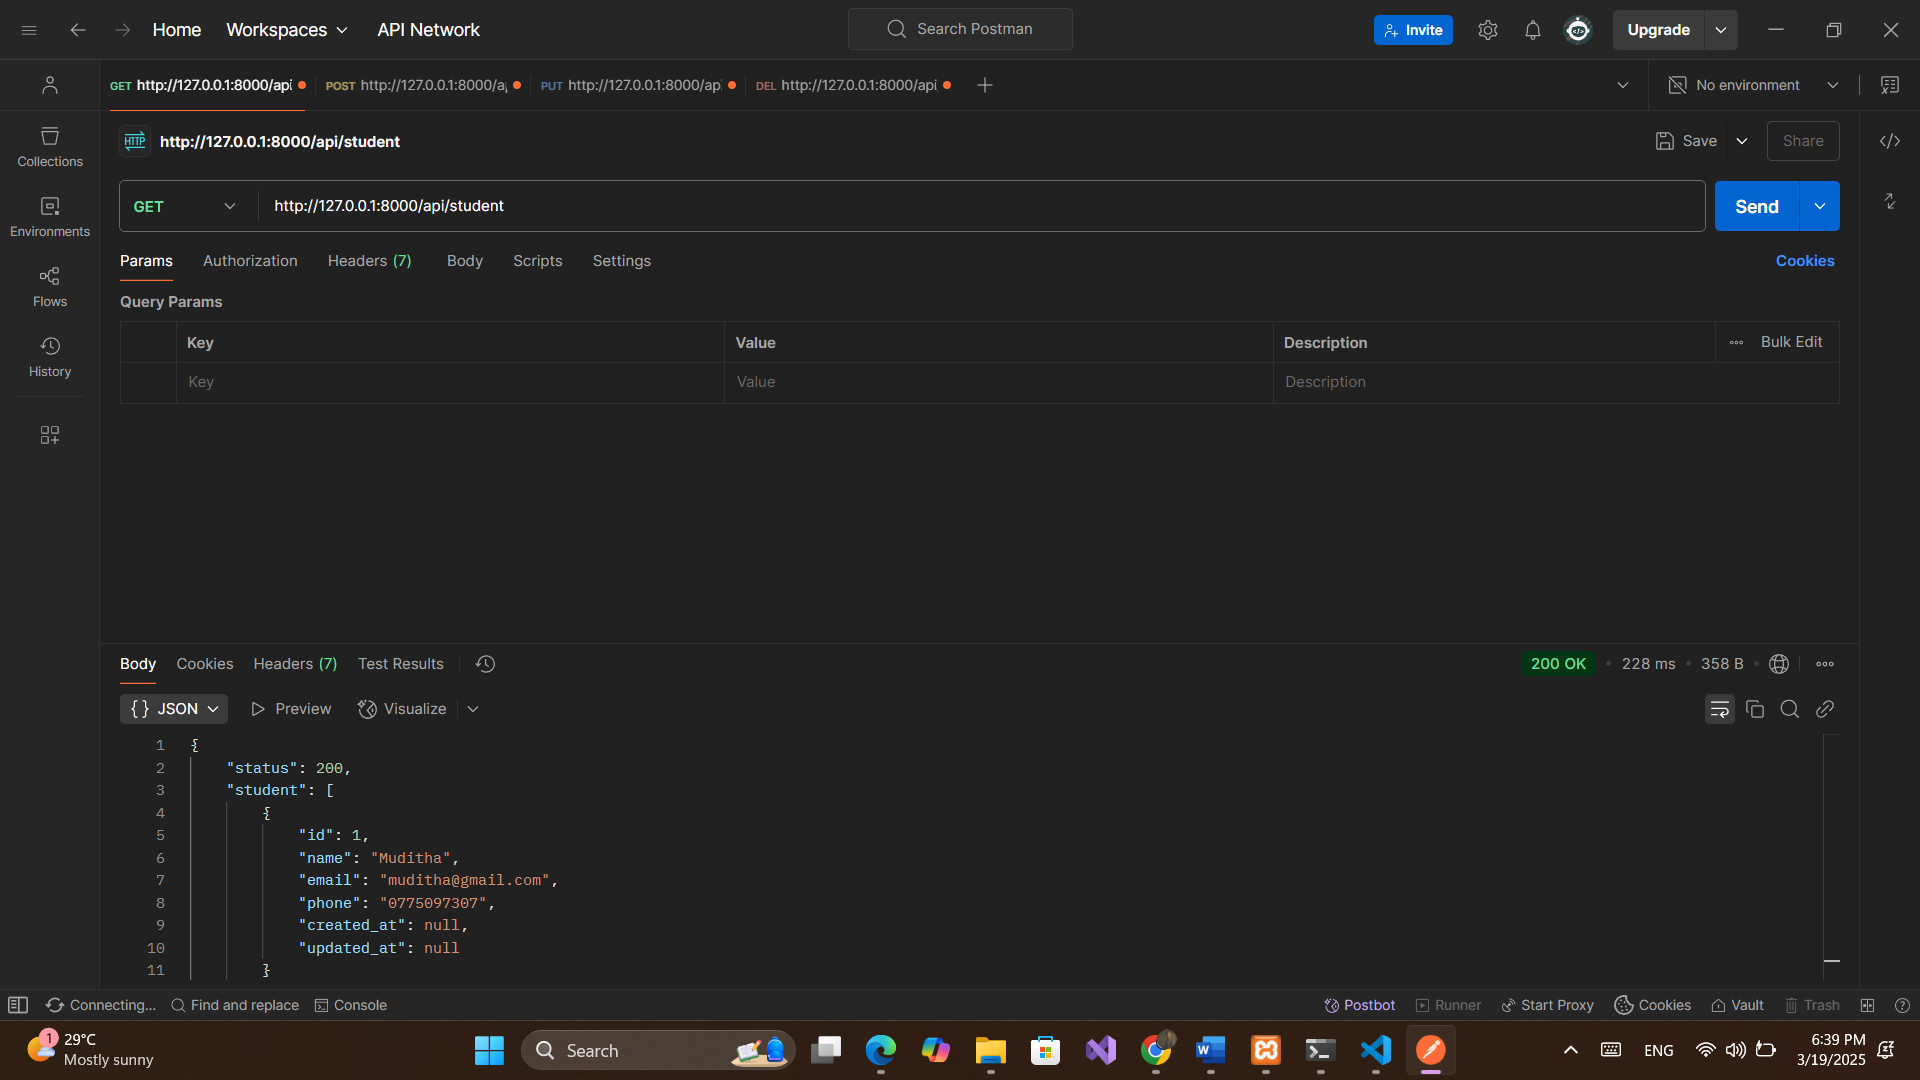 Home Workspaces API Network Search Postman Invite Upgrade
GET http://127.0.0.1:8000/api POST http://127.0.0.1:8000/a PUT http://127.0.0.1:8000/ap DEL http://127.0.0.1:8000/api No environment
HTTP http://127.0.0.1:8000/api/student Save Share
Collections
GET http://127.0.0.1:8000/api/student Send
Environments
Params Authorization Headers (7) Body Scripts Settings Cookies
Flows
Query Params
Key Value Description Bulk Edit
History
Key Value Description
Body Cookies Headers (7) Test Results 200 OK • 228 ms • 358 B •
{} JSON Preview Visualize
1 {
2 "status": 200,
3 "student": [
4 {
5 "id": 1,
6 "name": "Muditha",
7 "email": "muditha@gmail.com",
8 "phone": "0775097307",
9 "created_at": null,
10 "updated_at": null
11 }
Connecting... Find and replace Console Postbot Runner Start Proxy Cookies Vault Trash
1 29°C
Mostly sunny
Search
ENG
6:39 PM
3/19/2025